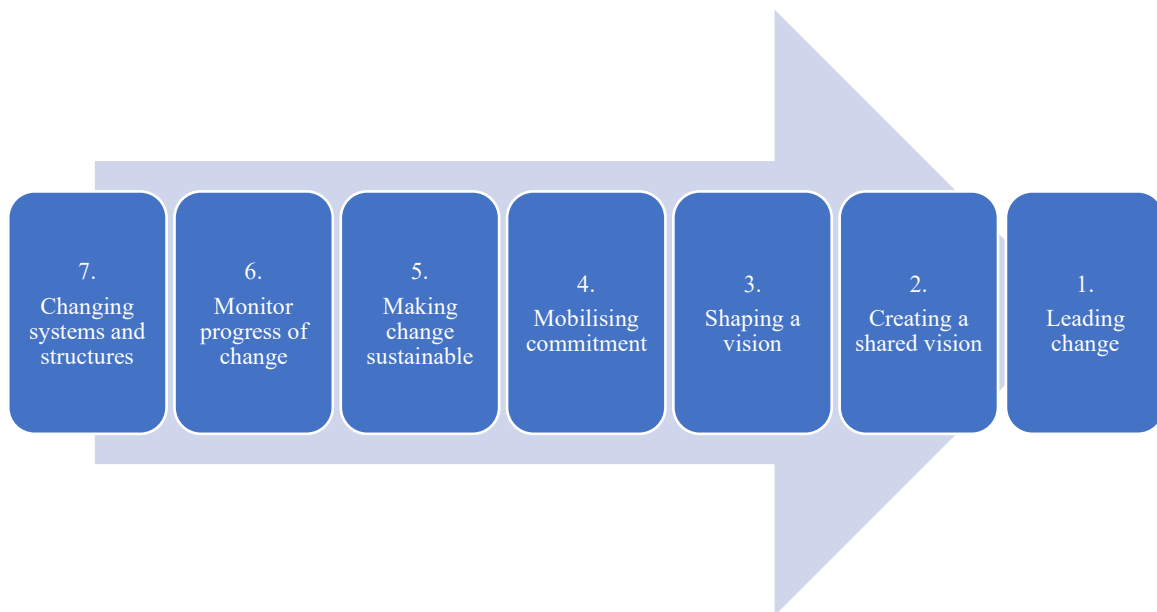 7.
Changing
systems and
structures
6.
Monitor
progress of
change
5.
Making
change
sustainable
4.
Mobilising
commitment
3.
Shaping a
vision
2.
Creating a
shared vision
1.
Leading
change